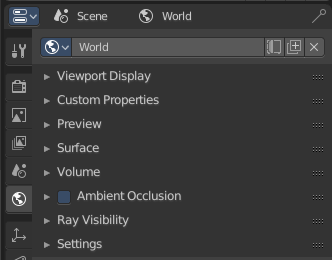 Scene World
World
Viewport Display
Custom Properties
Preview
Surface
Volume
Ambient Occlusion
Ray Visibility
Settings